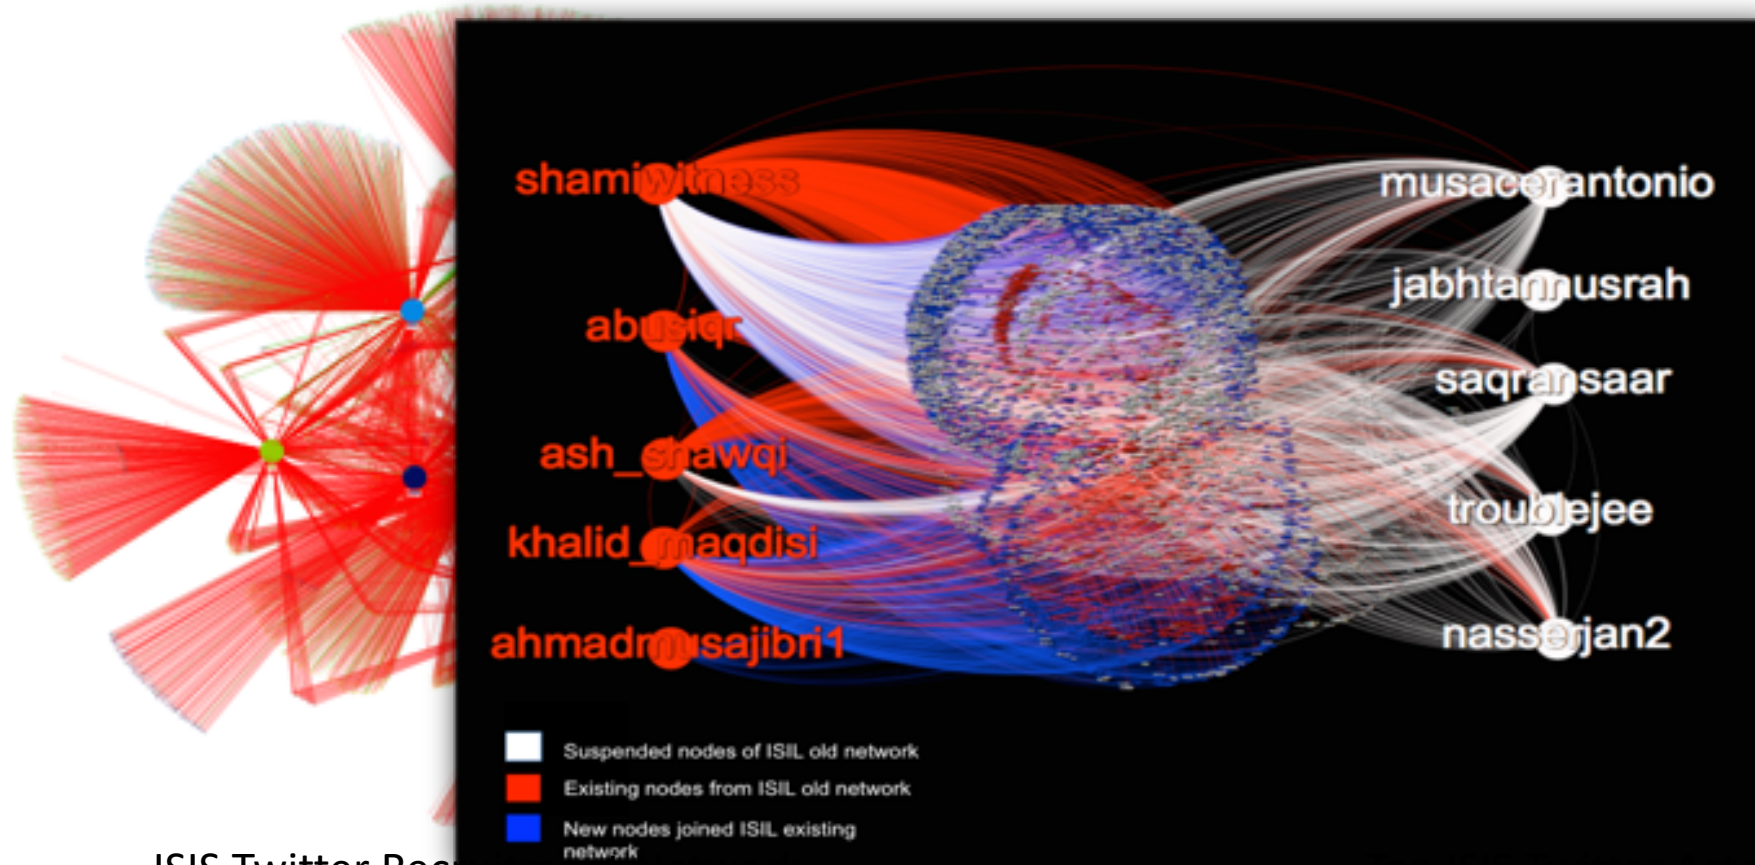 shamiwitness
musacerantonio
jabhtannusrah
abusiqr
saqransaar
ash_shawqi
troublejee
khalid_maqdisi
nasserjan2
ahmadmusajibri1
Suspended nodes of ISIL old network
Existing nodes from ISIL old network
New nodes joined ISIL existing
network
ISIS Twitter